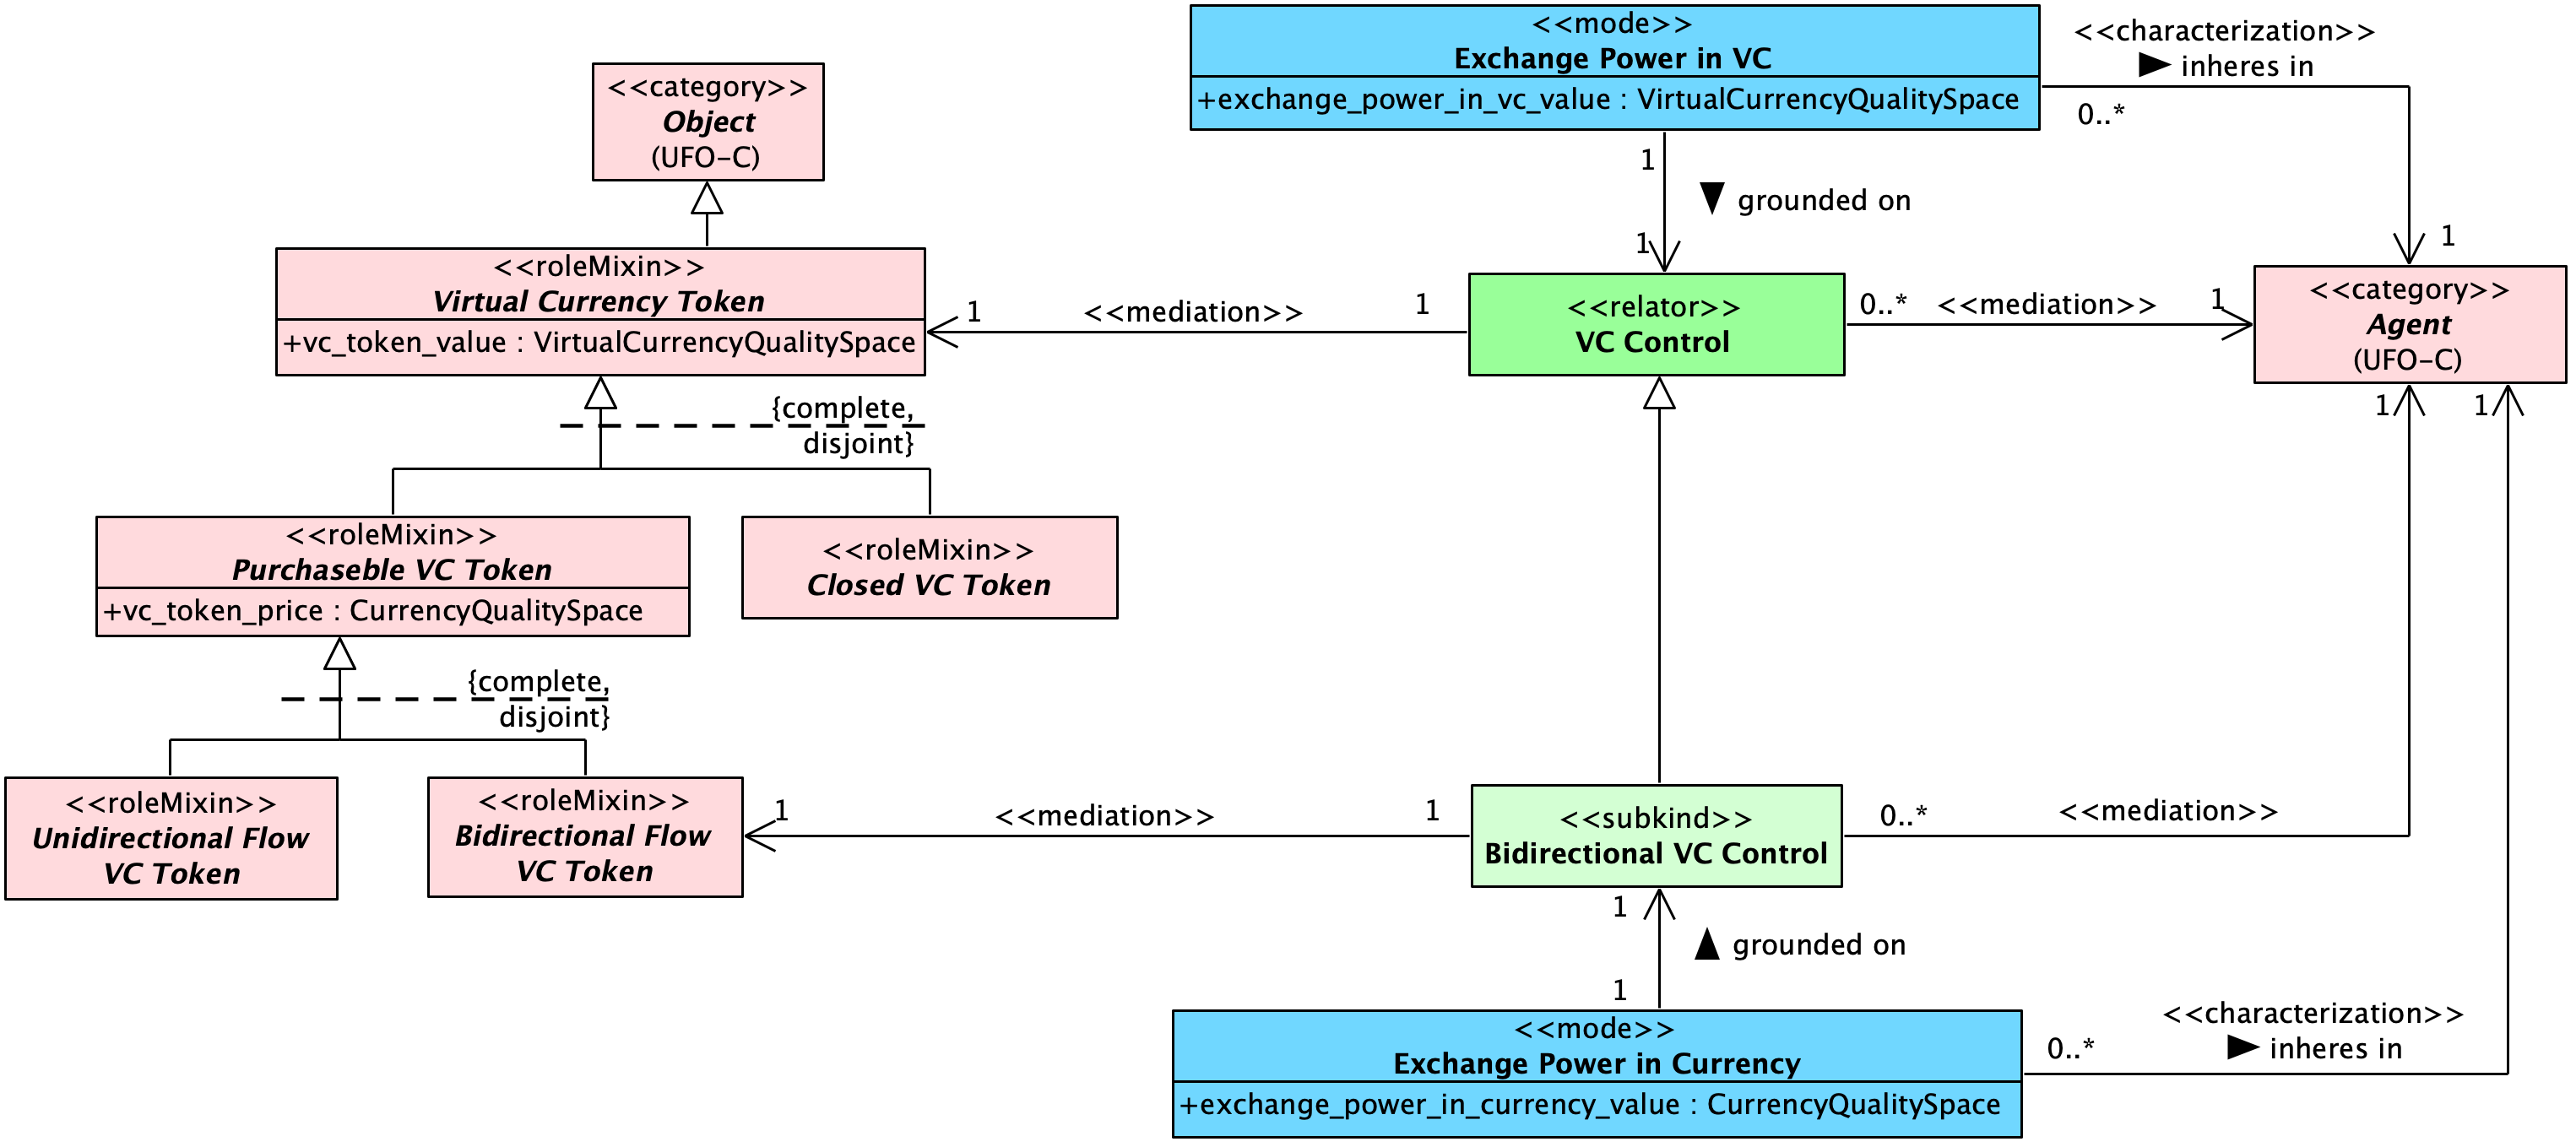 <<mode>>
Exchange Power in VC
+exchange_power_in_vc_value : VirtualCurrencyQualitySpace
<<characterization>>
inheres in
0..*
1
<<category>>
Object
(UFO-C)
1
grounded on
1
<<roleMixin>>
Virtual Currency Token
+vc_token_value : VirtualCurrencyQualitySpace
1
<<mediation>>
1
<<relator>>
VC Control
0..*
<<mediation>>
1
<<category>>
Agent
(UFO-C)
1
1
{complete,
disjoint}
<<roleMixin>>
Purchaseble VC Token
+vc_token_price : CurrencyQualitySpace
<<roleMixin>>
Closed VC Token
{complete,
disjoint}
<<roleMixin>>
Unidirectional Flow
VC Token
<<roleMixin>>
Bidirectional Flow
VC Token
1
<<mediation>>
1
<<subkind>>
Bidirectional VC Control
0..*
<<mediation>>
1
grounded on
1
<<mode>>
Exchange Power in Currency
+exchange_power_in_currency_value : CurrencyQualitySpace
<<characterization>>
0..*
inheres in